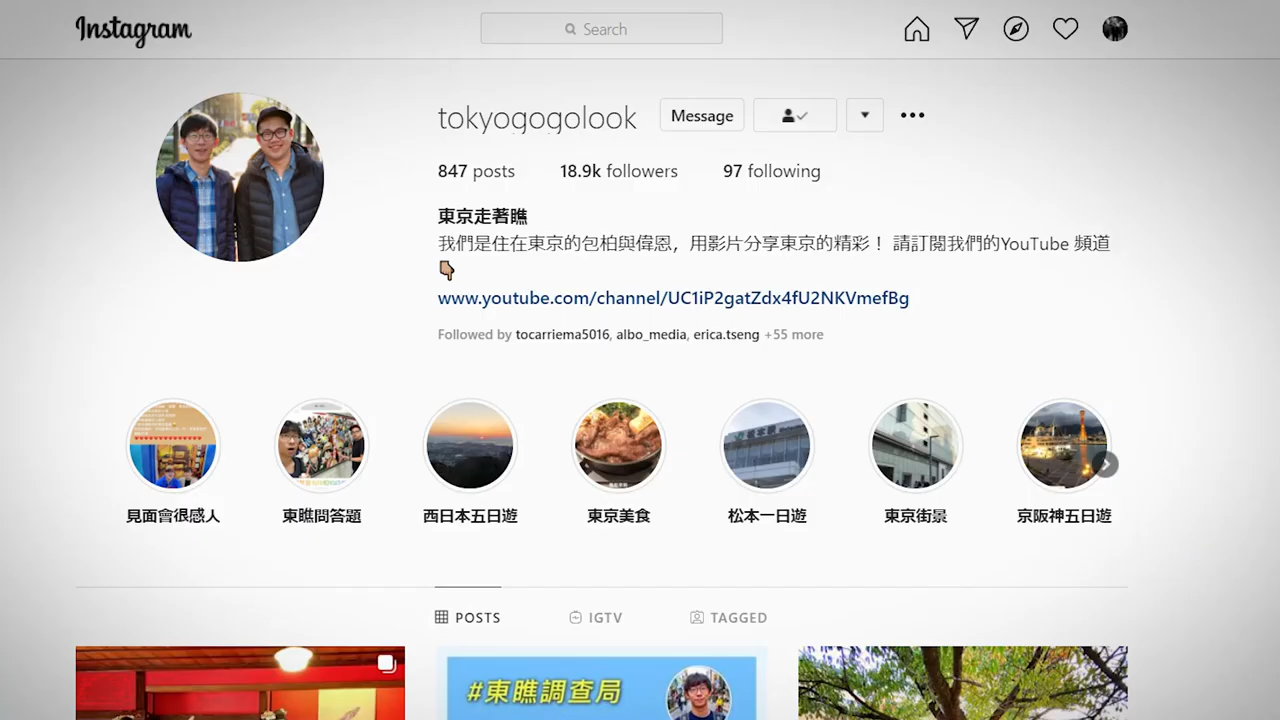 Instagram
Search
tokyogogolook
Message
847 posts
18.9k followers
97 following
東京走著瞧
我們是住在東京的包柏與偉恩，用影片分享東京的精彩！ 請訂閱我們的YouTube 頻道
👇🏽
www.youtube.com/channel/UC1iP2gatZdx4fU2NKVmefBg
Followed by tocarriema5016, albo_media, erica.tseng +55 more
見面會很感人
東瞧問答題
西日本五日遊
東京美食
松本一日遊
東京街景
京阪神五日遊
POSTS
IGTV
TAGGED
#東瞧調查局